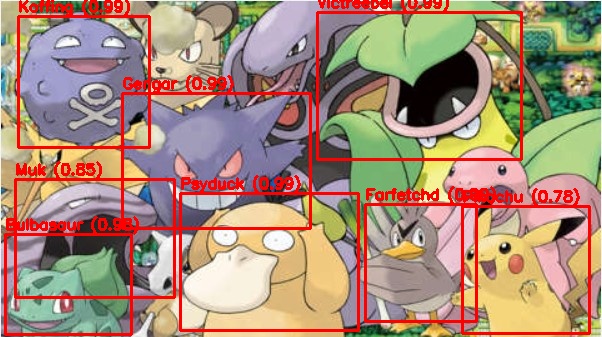 Koffing (0.99)
Victreebel (0.99)
Gengar (0.99)
Muk (0.85)
Psyduck (0.99)
Farfetchd
(0.78)
Bulbasaur (0.98)